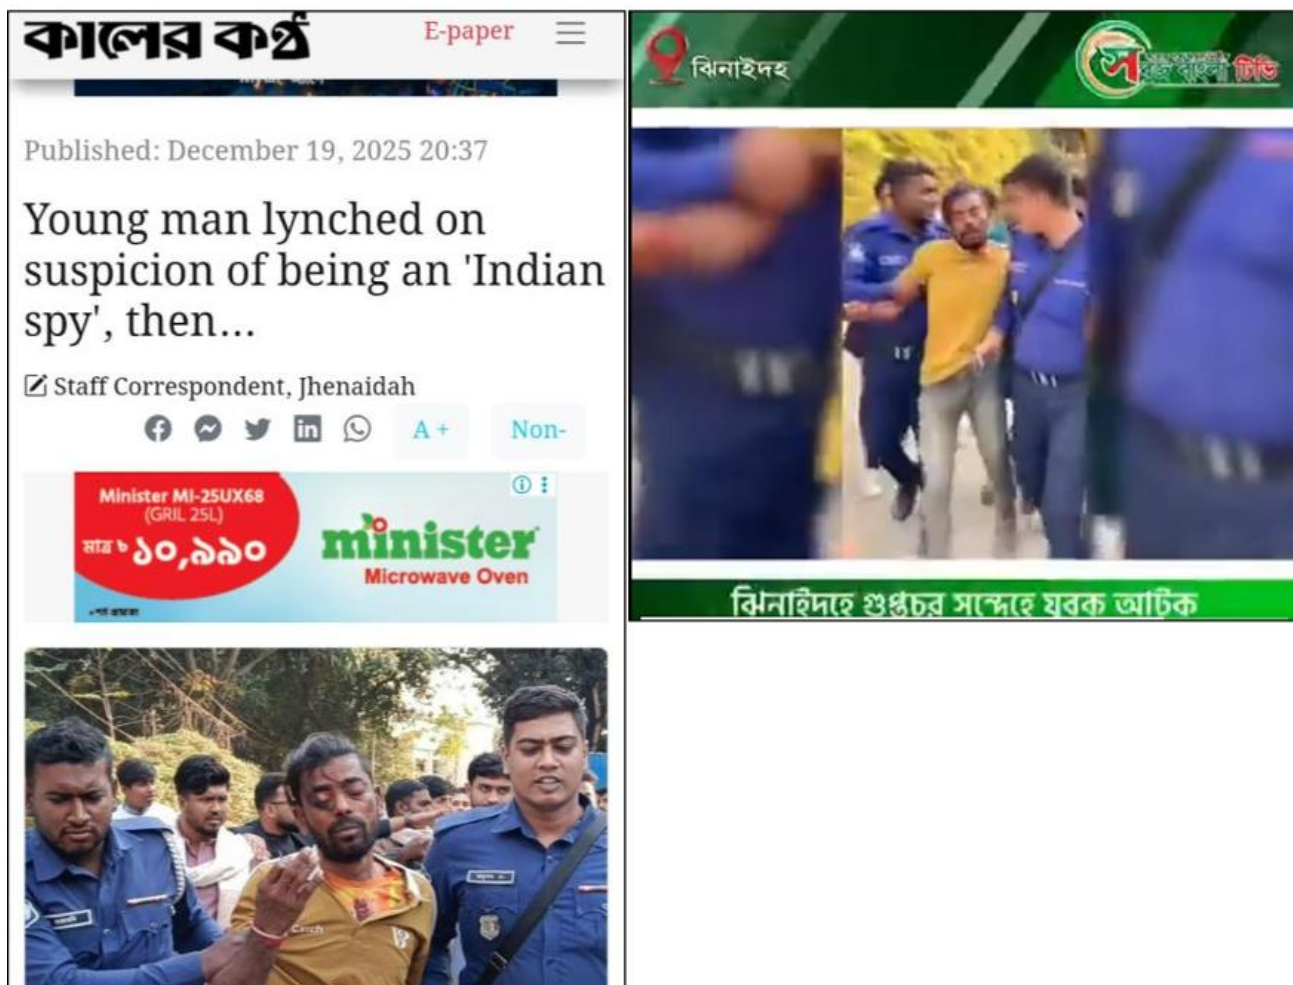 কালের কণ্ঠ
E-paper
Published: December 19, 2025 20:37
Young man lynched on
suspicion of being an 'Indian
spy', then...
Staff Correspondent, Jhenaidah
A +
Non-
Minister MI-25UX68
(GRIL 25L)
মাত্র ৳ ১০,৯৯০
minister
Microwave Oven
Catch
ঝিনাইদহ
বাংলা টিভি
ঝিনাইদহে গুপ্তচর সন্দেহে যুবক আটক